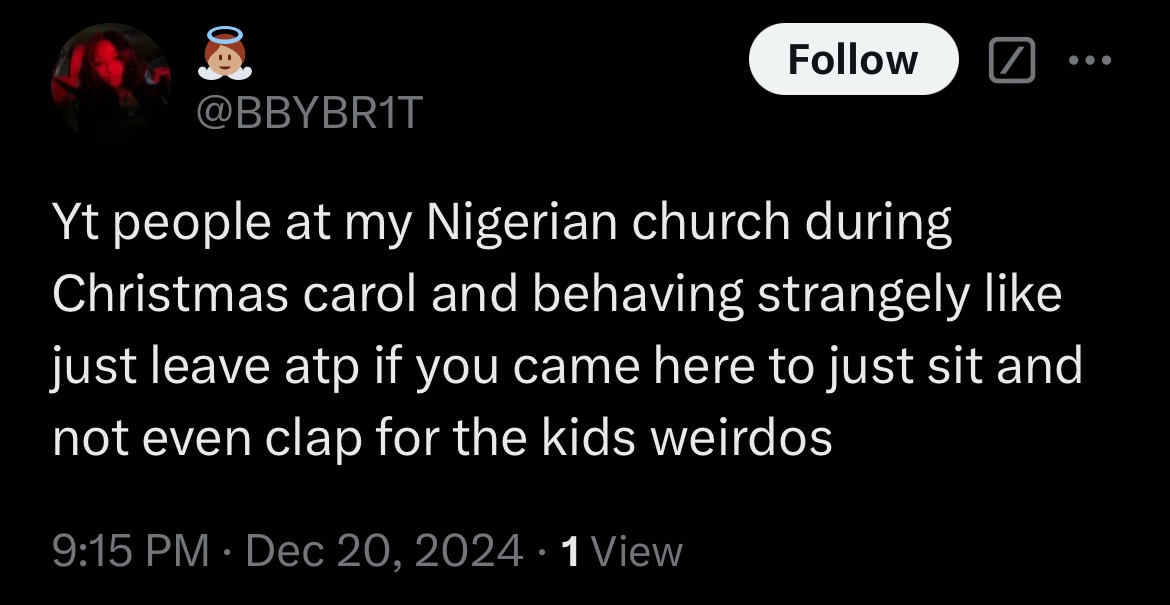 Follow
@BBYBR1T
Yt people at my Nigerian church during
Christmas carol and behaving strangely like
just leave atp if you came here to just sit and
not even clap for the kids weirdos
9:15 PM · Dec 20, 2024 · 1 View